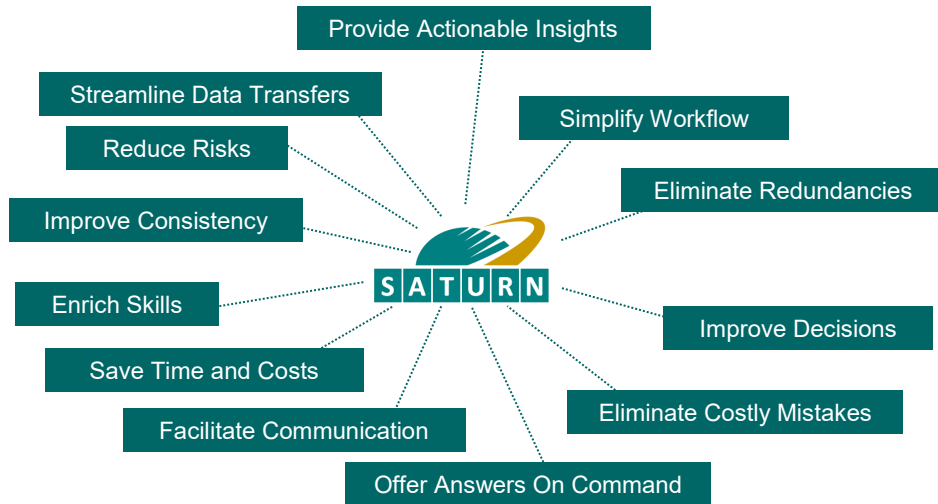 Provide Actionable Insights
Streamline Data Transfers
Simplify Workflow
Reduce Risks
Eliminate Redundancies
Improve Consistency
SATURN
Enrich Skills
Improve Decisions
Save Time and Costs
Eliminate Costly Mistakes
Facilitate Communication
Offer Answers On Command